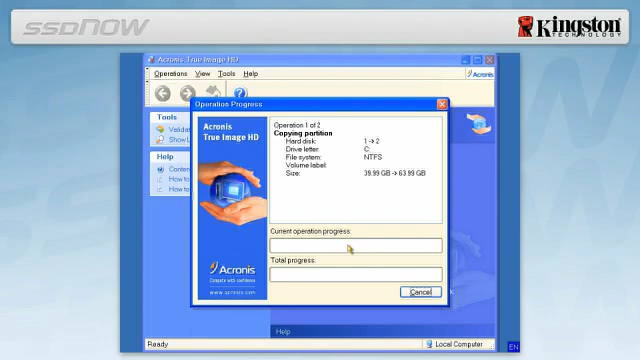 SSDNOW
Kingston
TECHNOLOGY
Acronis True Image HD
Operations View Tools Help
Acronis
Operation Progress
Tools
Validat
Show L
Help
Conten
How to
How to
Acronis
True Image HD
Acronis
Compute with confidence
www.acronis.com
Operation 1 of 2
Copying partition
Hard disk: 1 -> 2
Drive letter: C:
File system: NTFS
Volume label:
Size: 39.99 GB -> 63.99 GB
Current operation progress:
Total progress:
Cancel
Help
Ready
Local Computer
EN